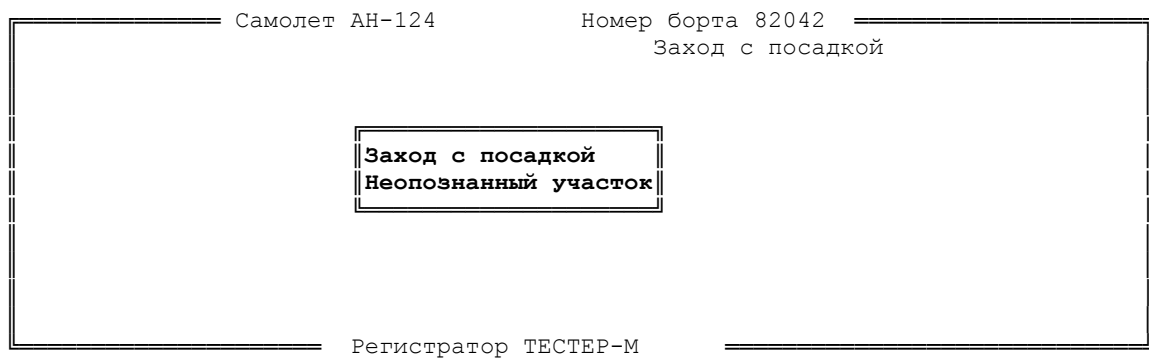 Самолет АН-124 Номер борта 82042
Заход с посадкой
Заход с посадкой
Неопознанный участок
Регистратор ТЕСТЕР-М